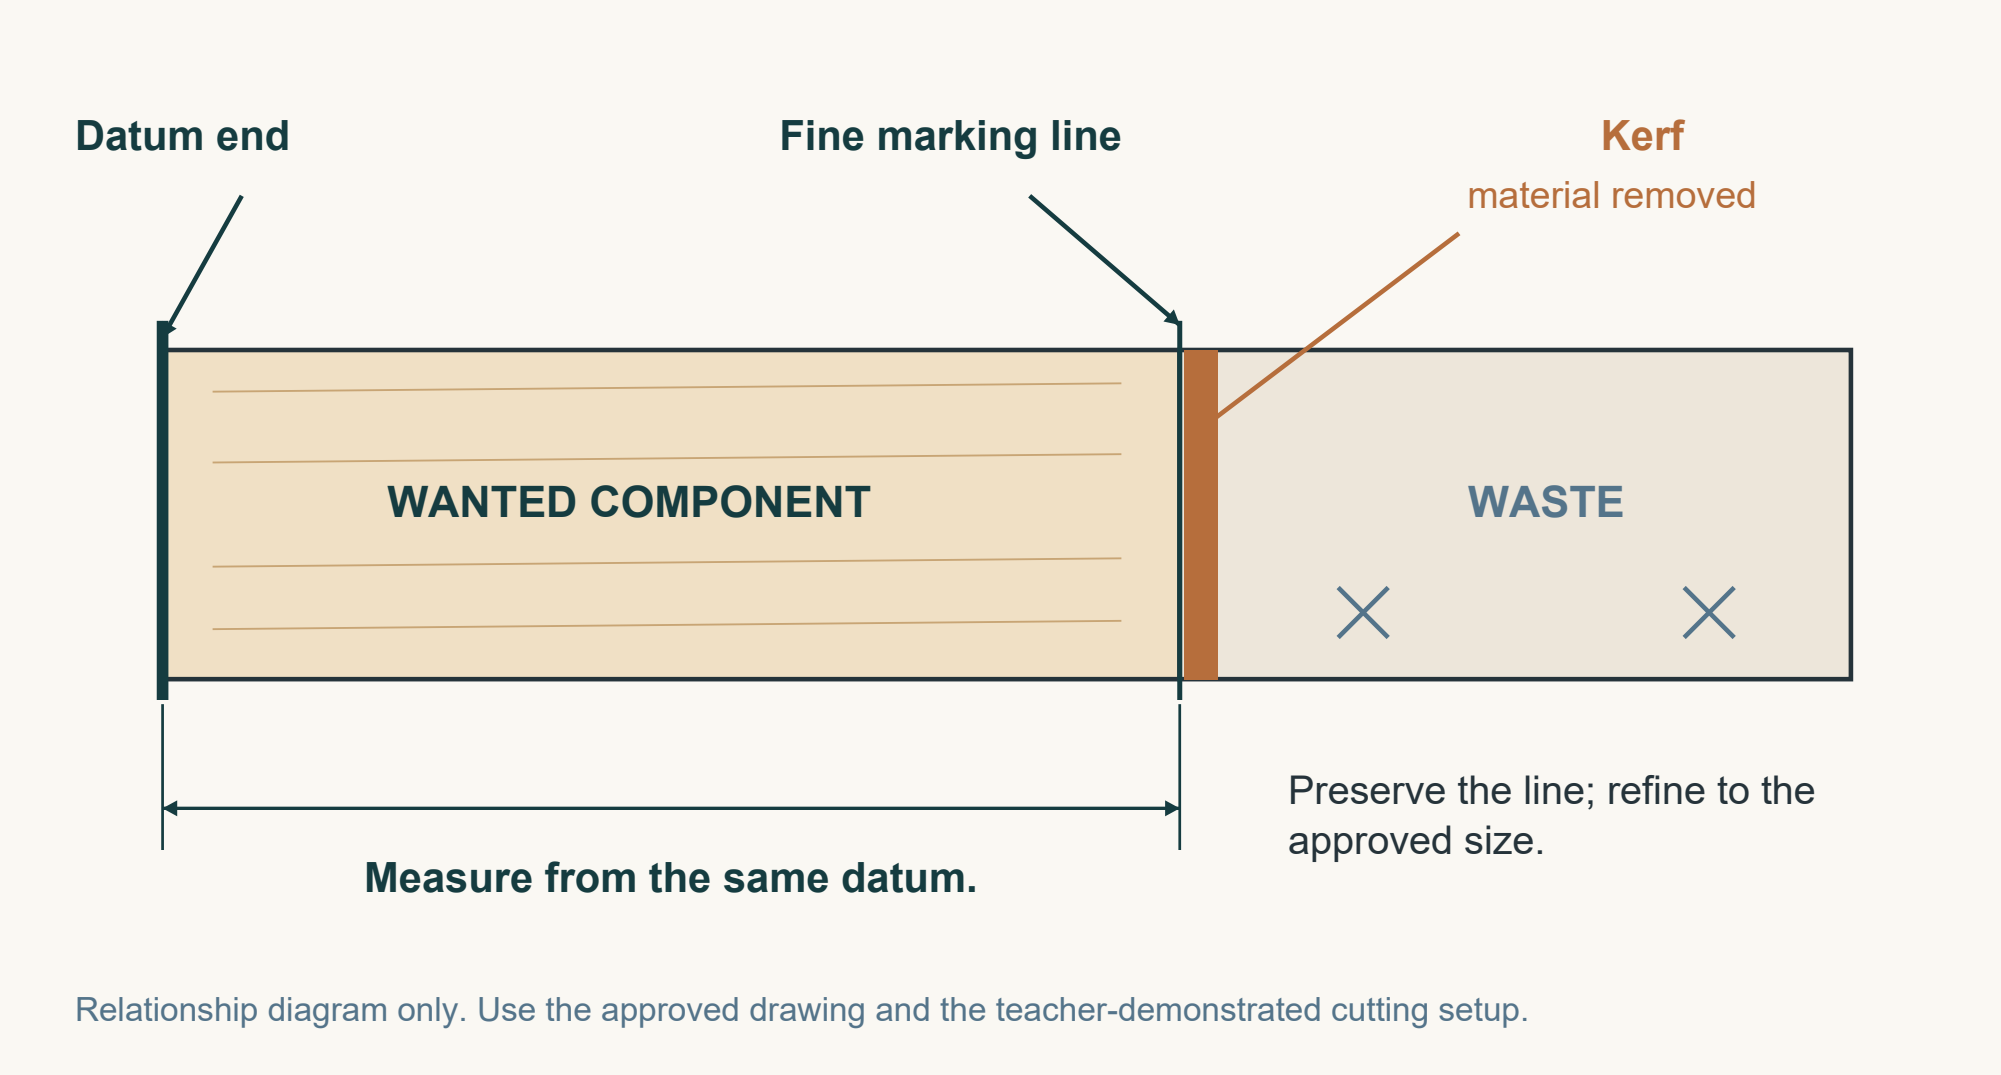 Datum end
Fine marking line
Kerf
material removed
WANTED COMPONENT
WASTE
Preserve the line; refine to the
approved size.
Measure from the same datum.
Relationship diagram only. Use the approved drawing and the teacher-demonstrated cutting setup.